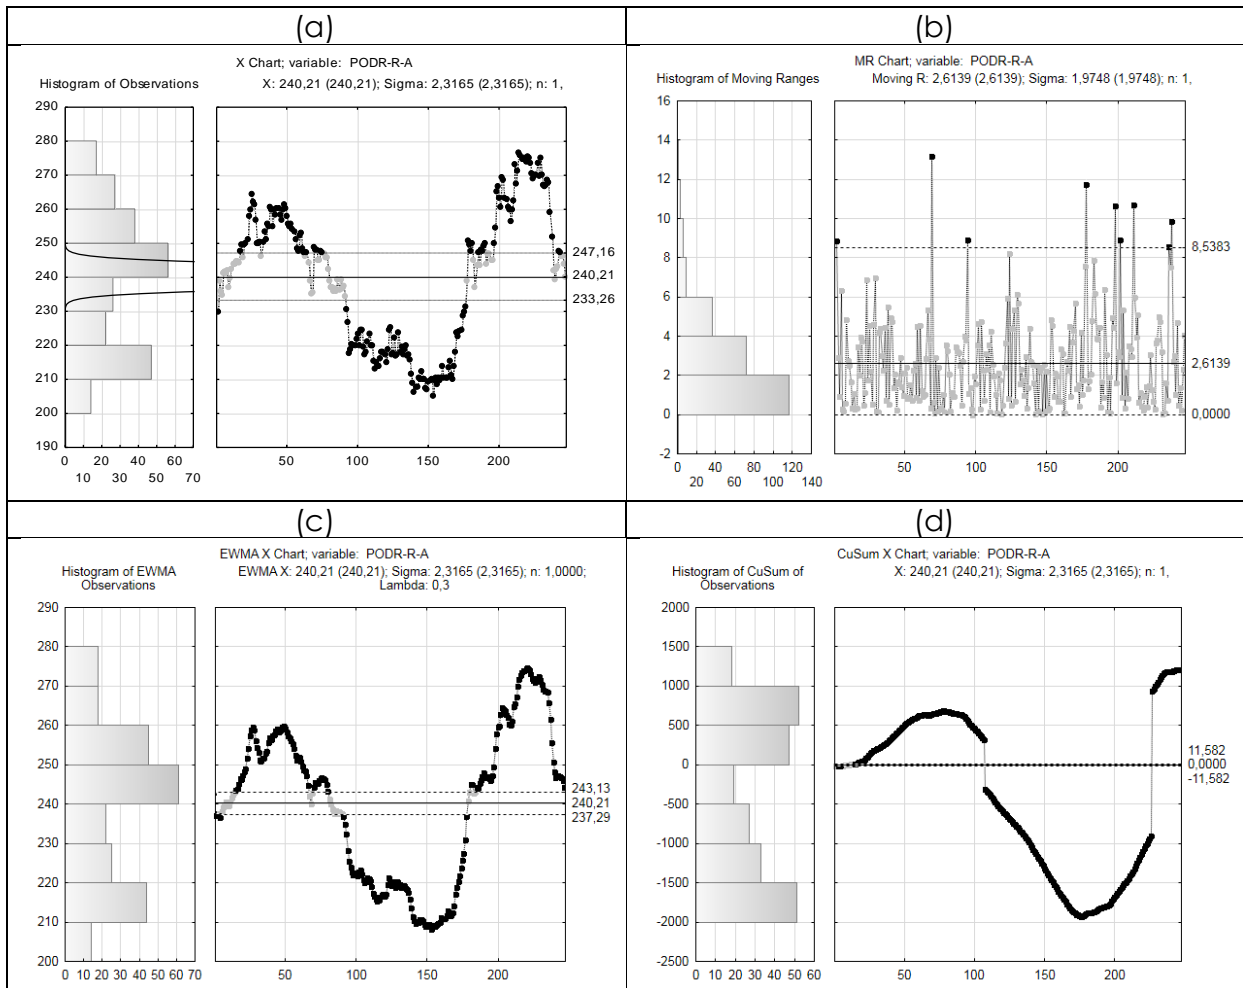 (a)
X Chart; variable: PODR-R-A
Histogram of Observations
X: 240,21 (240,21); Sigma: 2,3165 (2,3165); n: 1,
290
280
270
260
250
240
230
220
210
200
190
247,16
240,21
233,26
0 20 40 60
10 30 50 70
50 100 150 200
(b)
MR Chart; variable: PODR-R-A
Histogram of Moving Ranges
Moving R: 2,6139 (2,6139); Sigma: 1,9748 (1,9748); n: 1,
16
14
12
10
8
6
4
2
0
-2
8,5383
2,6139
0,0000
0 40 80 120
20 60 100 140
50 100 150 200
(c)
EWMA X Chart; variable: PODR-R-A
Histogram of EWMA
Observations
EWMA X: 240,21 (240,21); Sigma: 2,3165 (2,3165); n: 1,0000;
Lambda: 0,3
290
280
270
260
250
240
230
220
210
200
243,13
240,21
237,29
0 10 20 30 40 50 60 70
50 100 150 200
(d)
CuSum X Chart; variable: PODR-R-A
Histogram of CuSum of
Observations
X: 240,21 (240,21); Sigma: 2,3165 (2,3165); n: 1,
2000
1500
1000
500
0
-500
-1000
-1500
-2000
-2500
11,582
0,0000
-11,582
0 10 20 30 40 50 60
50 100 150 200